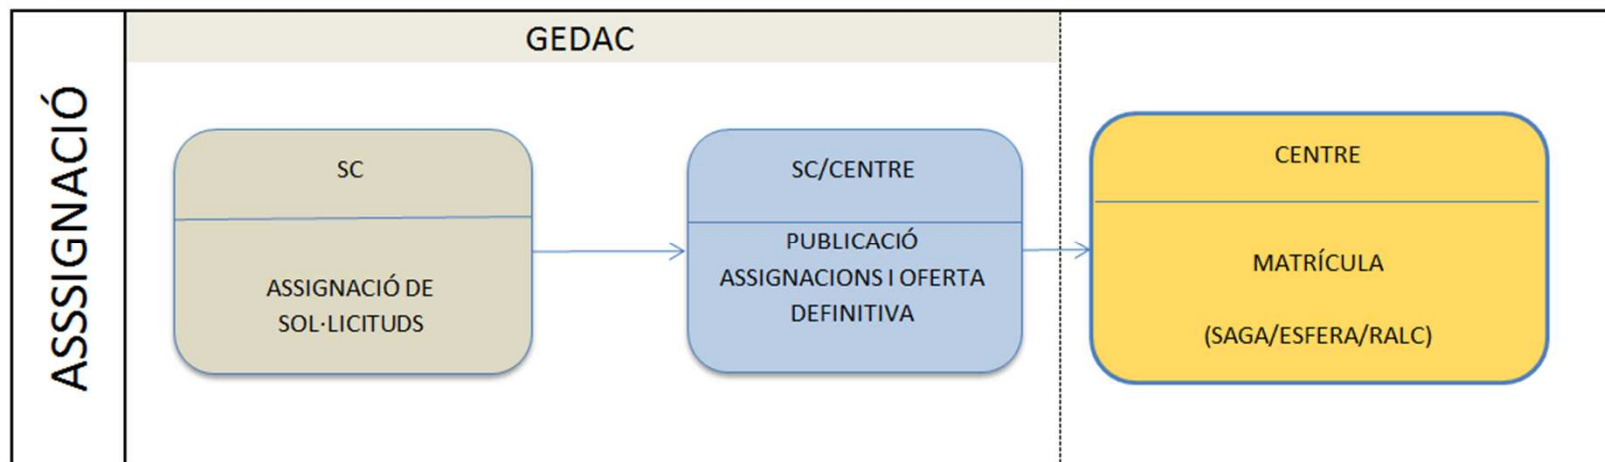 ASSSIGNACIÓ
GEDAC
SC
ASSIGNACIÓ DE
SOL·LICITUDS
SC/CENTRE
PUBLICACIÓ
ASSIGNACIONS I OFERTA
DEFINITIVA
CENTRE
MATRÍCULA
(SAGA/ESFERA/RALC)